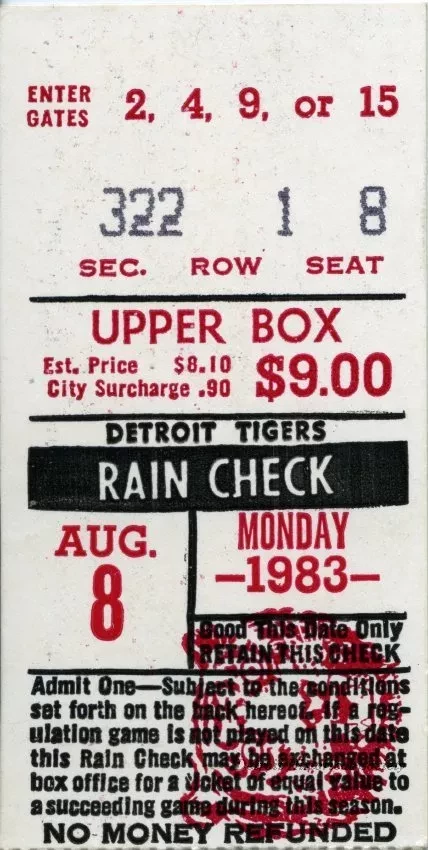 ENTER GATES 2, 4, 9, or 15
322 1 8
SEC. ROW SEAT
UPPER BOX
Est. Price $8.10
City Surcharge .90
$9.00
DETROIT TIGERS
RAIN CHECK
AUG.
8
MONDAY
–1983–
Good This Date Only
RETAIN THIS CHECK
Admit One—Subject to the conditions
set forth on the back hereof. If a reg-
ulation game is not played on this date
this Rain Check may be exchanged at
box office for a ticket of equal value to
a succeeding game during this season.
NO MONEY REFUNDED